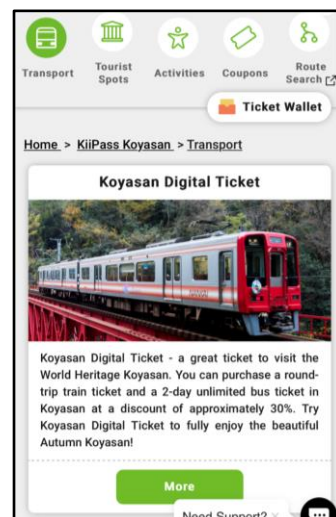 Transport
Tourist
Spots
Activities
Coupons
Route
Search
Ticket Wallet
Home > KiiPass Koyasan > Transport
Koyasan Digital Ticket
Koyasan Digital Ticket - a great ticket to visit the
World Heritage Koyasan. You can purchase a round-
trip train ticket and a 2-day unlimited bus ticket in
Koyasan at a discount of approximately 30%. Try
Koyasan Digital Ticket to fully enjoy the beautiful
Autumn Koyasan!
More
Need Support?